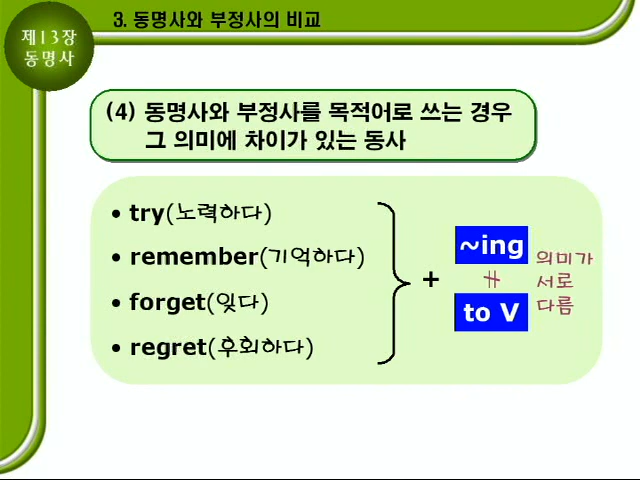 제13장
동명사
3. 동명사와 부정사의 비교
(4) 동명사와 부정사를 목적어로 쓰는 경우
그 의미에 차이가 있는 동사
• try(노력하다)
• remember(기억하다)
• forget(잊다)
• regret(후회하다)
+
~ing
≠
to V
의미가
서로
다름